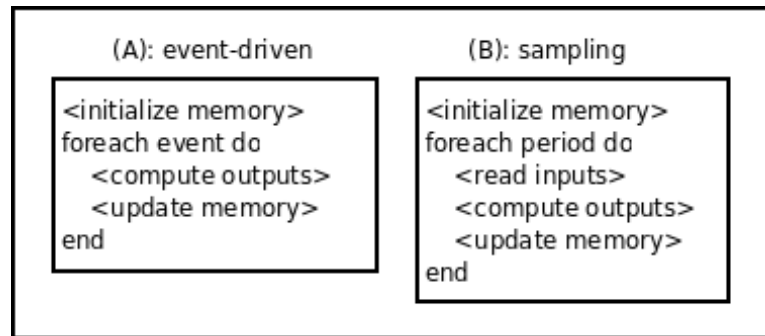 (A): event-driven
<initialize memory>
foreach event do
<compute outputs>
<update memory>
end
(B): sampling
<initialize memory>
foreach period do
<read inputs>
<compute outputs>
<update memory>
end